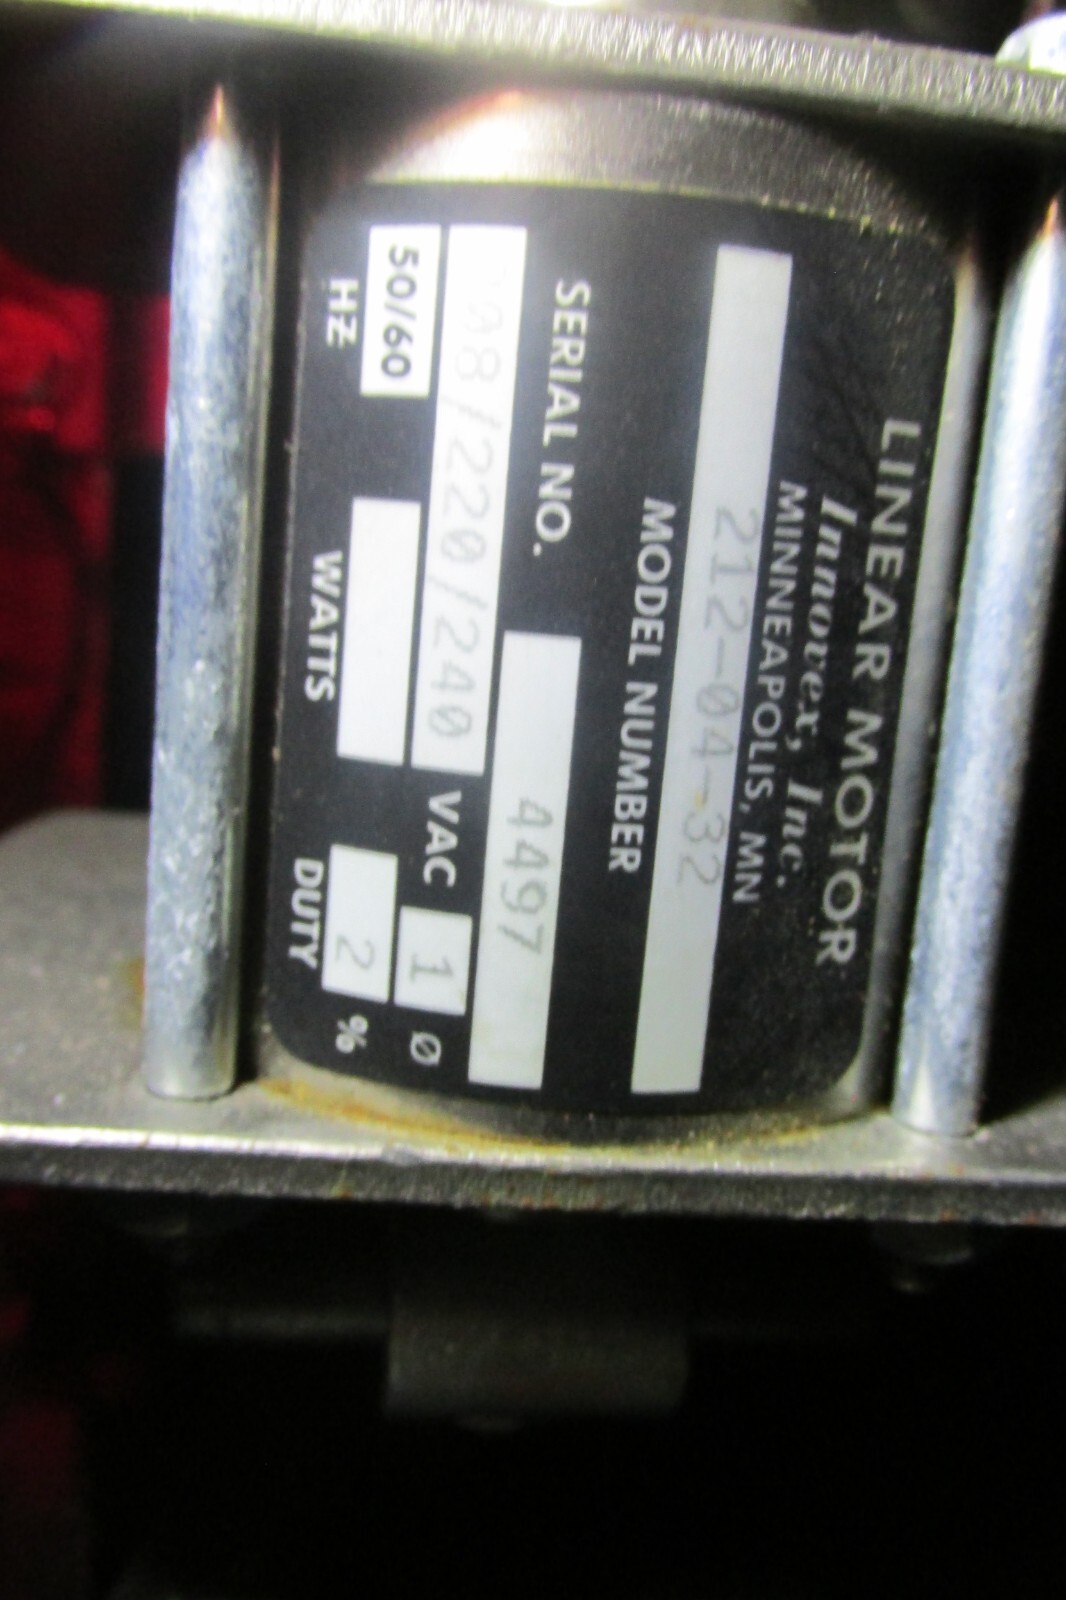 LINEAR MOTOR
Innovex, Inc.
MINNEAPOLIS, MN
212-04-32
MODEL NUMBER
SERIAL NO. 4497
08/220/240 VAC 1 Ø
50/60 HZ WATTS 2 % DUTY